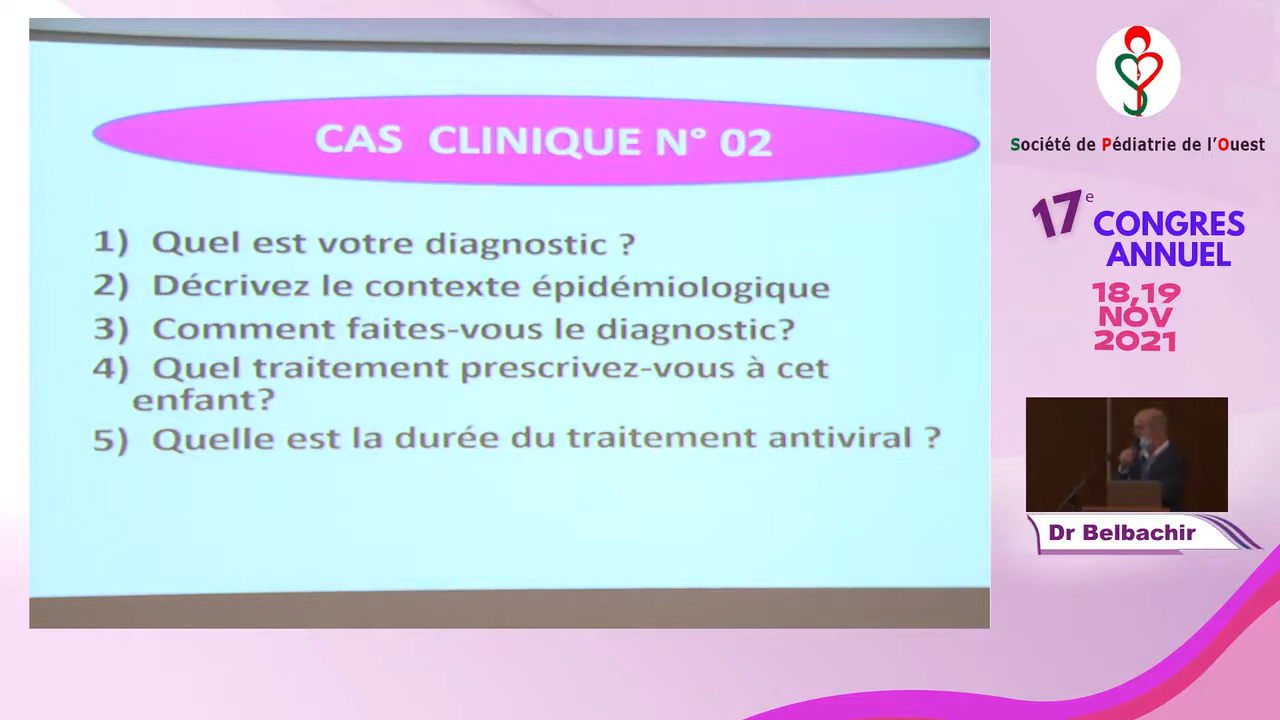 CAS CLINIQUE N° 02
1) Quel est votre diagnostic ?
2) Décrivez le contexte épidémiologique
3) Comment faites-vous le diagnostic?
4) Quel traitement prescrivez-vous à cet
enfant?
5) Quelle est la durée du traitement antiviral ?
Société de Pédiatrie de l'Ouest
17e CONGRES
ANNUEL
18,19
NOV
2021
Dr Belbachir